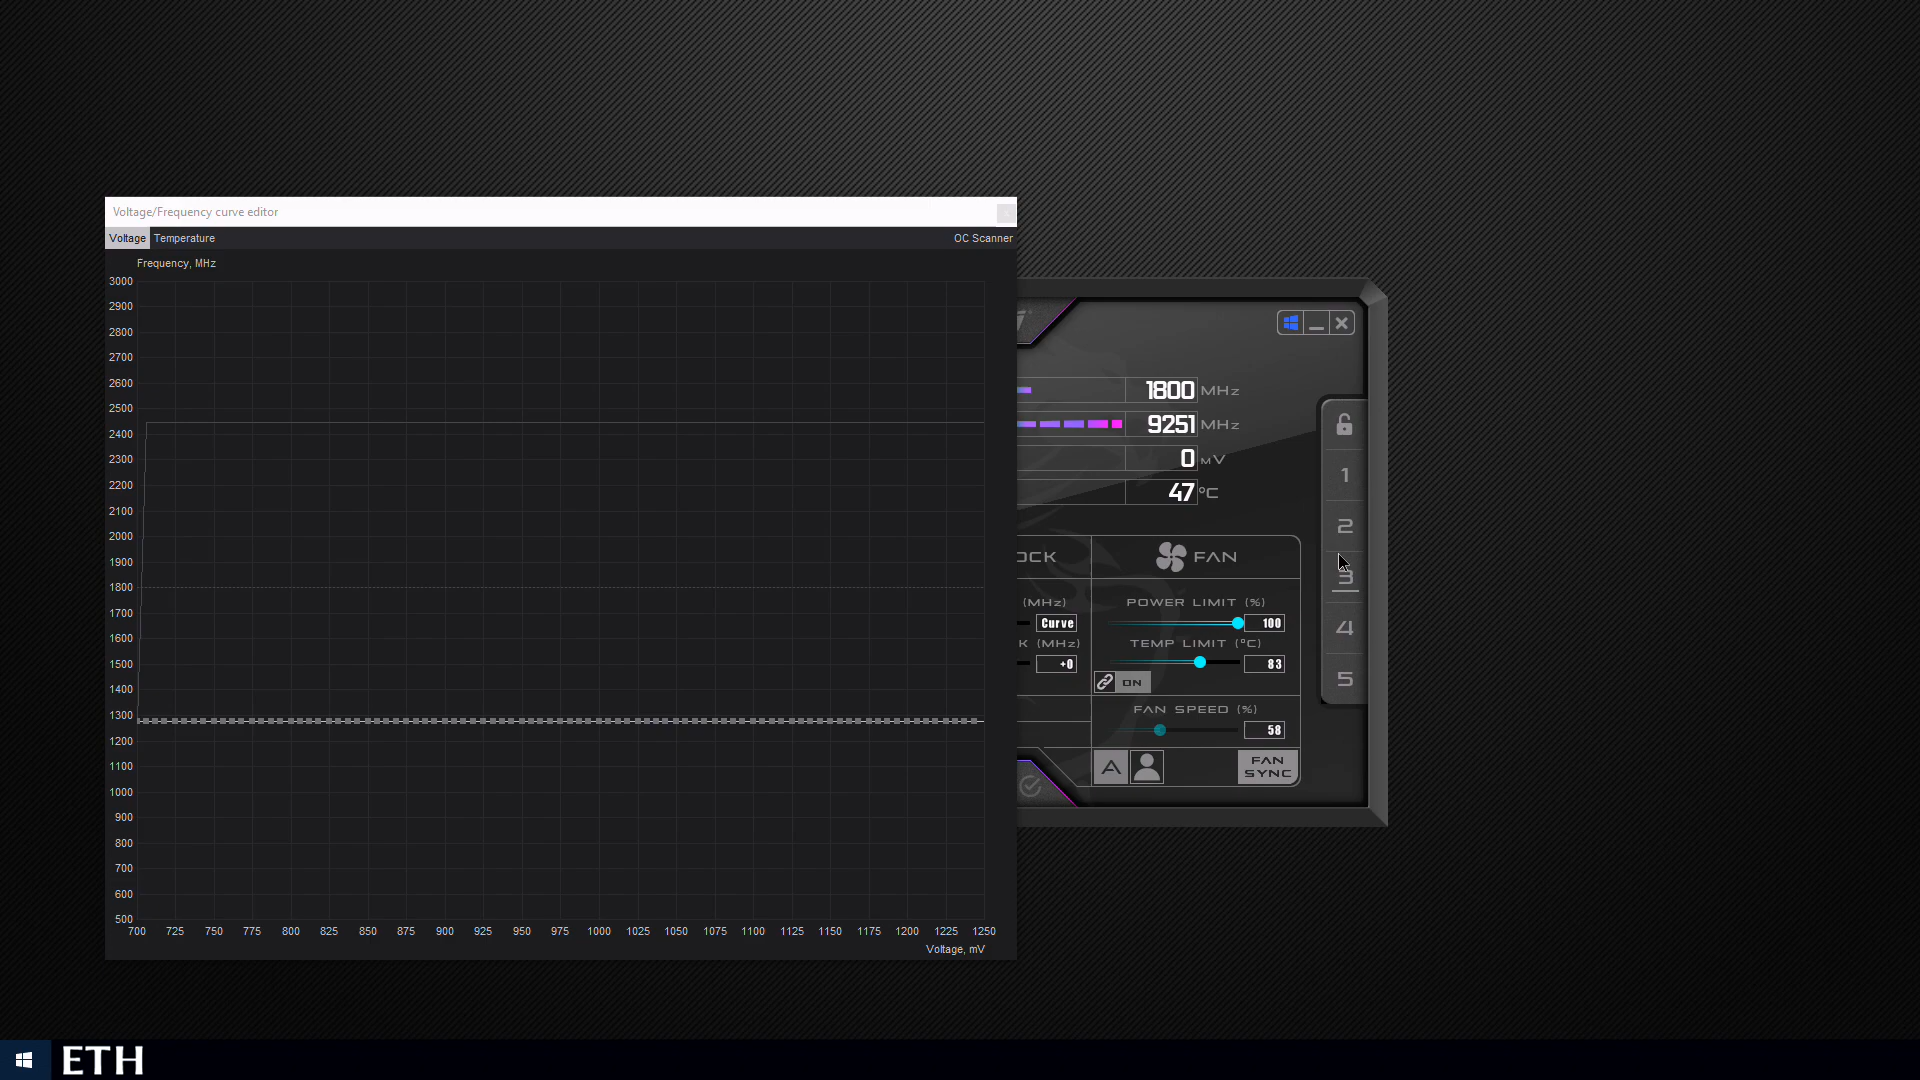 Voltage/Frequency curve editor
Voltage Temperature OC Scanner
Frequency, MHz
3000
2900
2800
2700
2600
2500
2400
2300
2200
2100
2000
1900
1800
1700
1600
1500
1400
1300
1200
1100
1000
900
800
700
600
500
700 725 750 775 800 825 850 875 900 925 950 975 1000 1025 1050 1075 1100 1125 1150 1175 1200 1225 1250
Voltage, mV
1800 MHz
9251 MHz
0 MV
47 °C
OCK
FAN
(MHz)
Curve
K (MHz)
+0
POWER LIMIT (%)
100
TEMP LIMIT (°C)
83
ON
FAN SPEED (%)
58
A
FAN SYNC
1
2
3
4
5
ETH